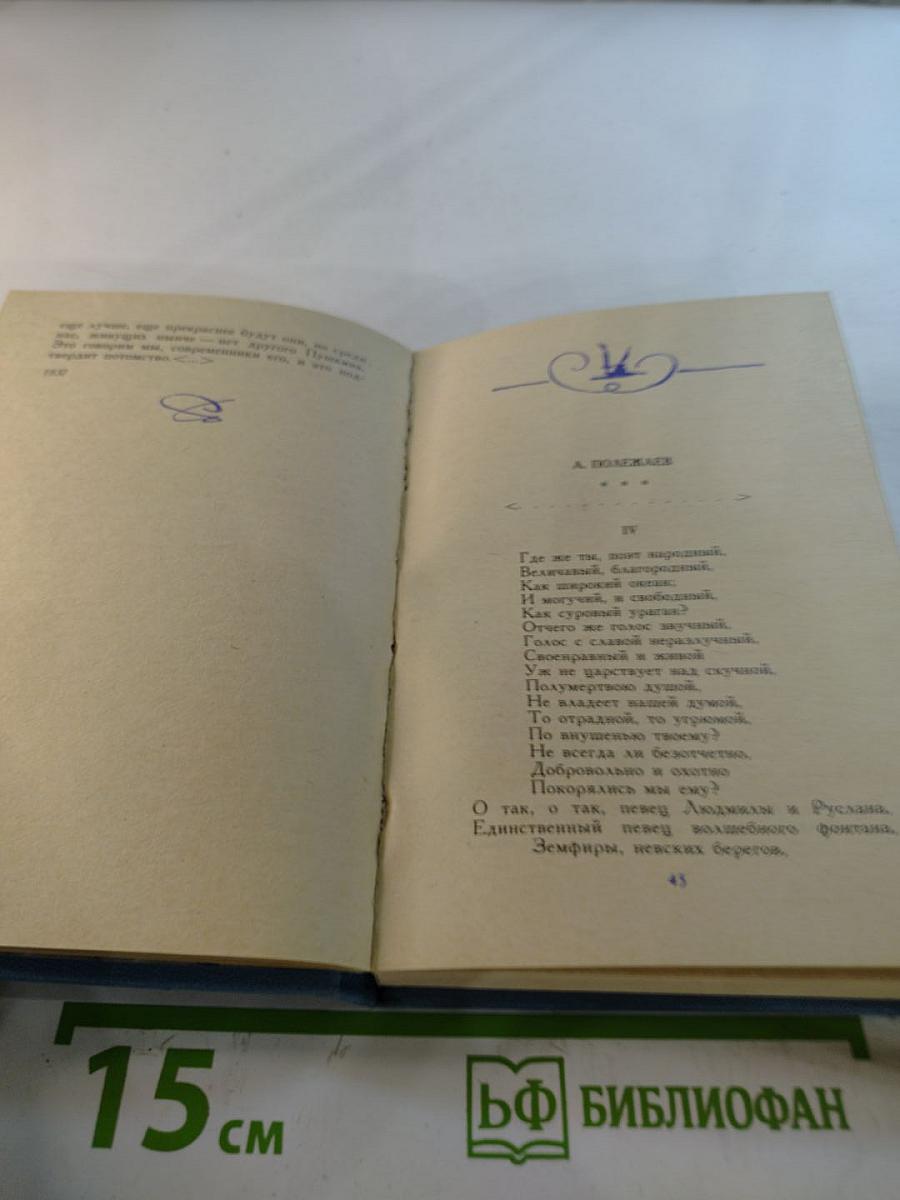 еще лучше, еще прекраснее будут они, но среди
нас, живущих ныне — нет другого Пушкина.
Это говорим мы, современники его, и это под-
твердит потомство.<...>
1837
А. ПОЛЕЖАЕВ
* * *
<. . . . . . . . . . . . . . . . .>
IV
Где же ты, поэт народный,
Величавый, благородный,
Как широкий океан;
И могучий, и свободный,
Как суровый ураган?
Отчего же голос звучный,
Голос с славой неразлучный,
Своенравный и живой
Уж не царствует над скучной,
Полумертвою душой,
Не владеет нашей думой,
То отрадной, то угрюмой,
По внушенью твоему?
Не всегда ли безотчетно,
Добровольно и охотно
Покорялись мы ему?
О так, о так, певец Людмилы и Руслана,
Единственный певец волшебного фонтана,
Земфиры, невских берегов,
43
15 см
ЬФ БИБЛИОФАН